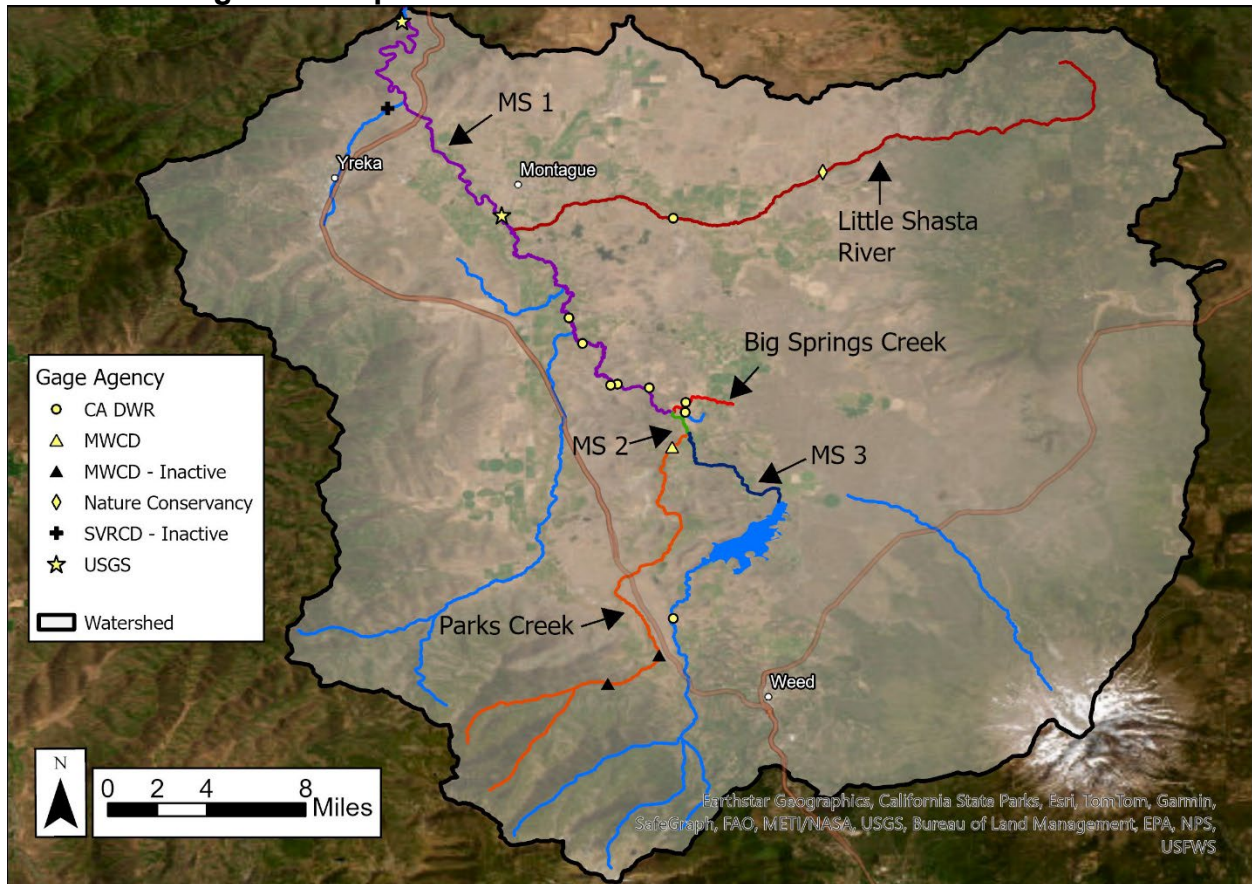 MS 1
Yreka
Montague
Little Shasta
River
Big Springs Creek
Gage Agency
CA DWR
MWCD
MWCD - Inactive
Nature Conservancy
SVRCD - Inactive
USGS
Watershed
MS 2
MS 3
Parks Creek
Weed
N
0 2 4 8
Miles
Earthstar Geographics, California State Parks, Esri, TomTom, Garmin,
SafeGraph, FAO, METI/NASA, USGS, Bureau of Land Management, EPA, NPS,
USFWS